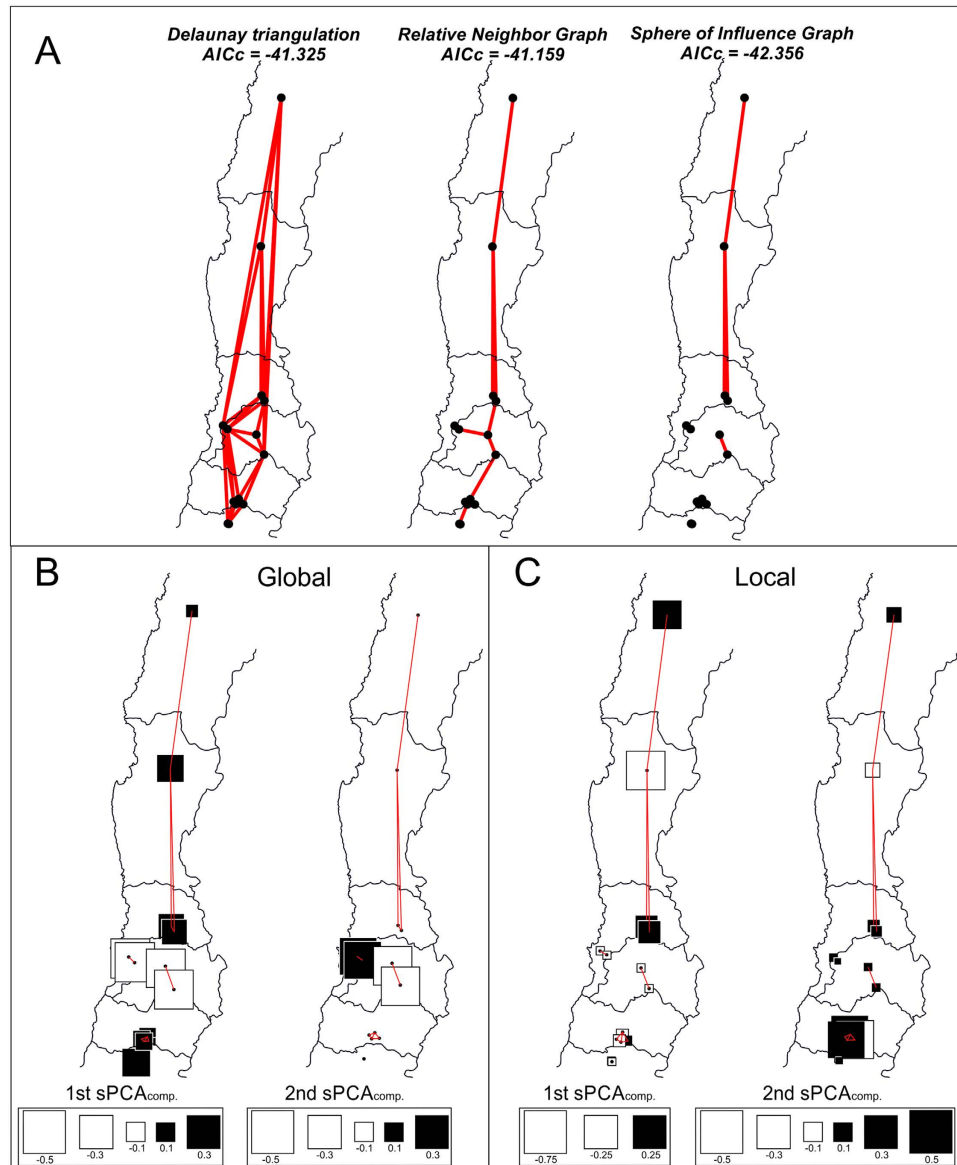 A
Delaunay triangulation
AICc = -41.325
Relative Neighbor Graph
AICc = -41.159
Sphere of Influence Graph
AICc = -42.356
B
Global
1st sPCAcomp.
-0.5
-0.3
-0.1
0.1
0.3
2nd sPCAcomp.
-0.5
-0.3
-0.1
0.1
0.3
C
Local
1st sPCAcomp.
-0.75
-0.25
0.25
2nd sPCAcomp.
-0.5
-0.3
-0.1
0.1
0.3
0.5